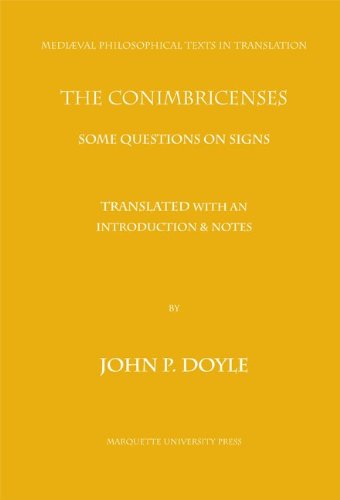 MEDIÆVAL PHILOSOPHICAL TEXTS IN TRANSLATION
THE CONIMBRICENSES
SOME QUESTIONS ON SIGNS
TRANSLATED WITH AN
INTRODUCTION & NOTES
BY
JOHN P. DOYLE
MARQUETTE UNIVERSITY PRESS